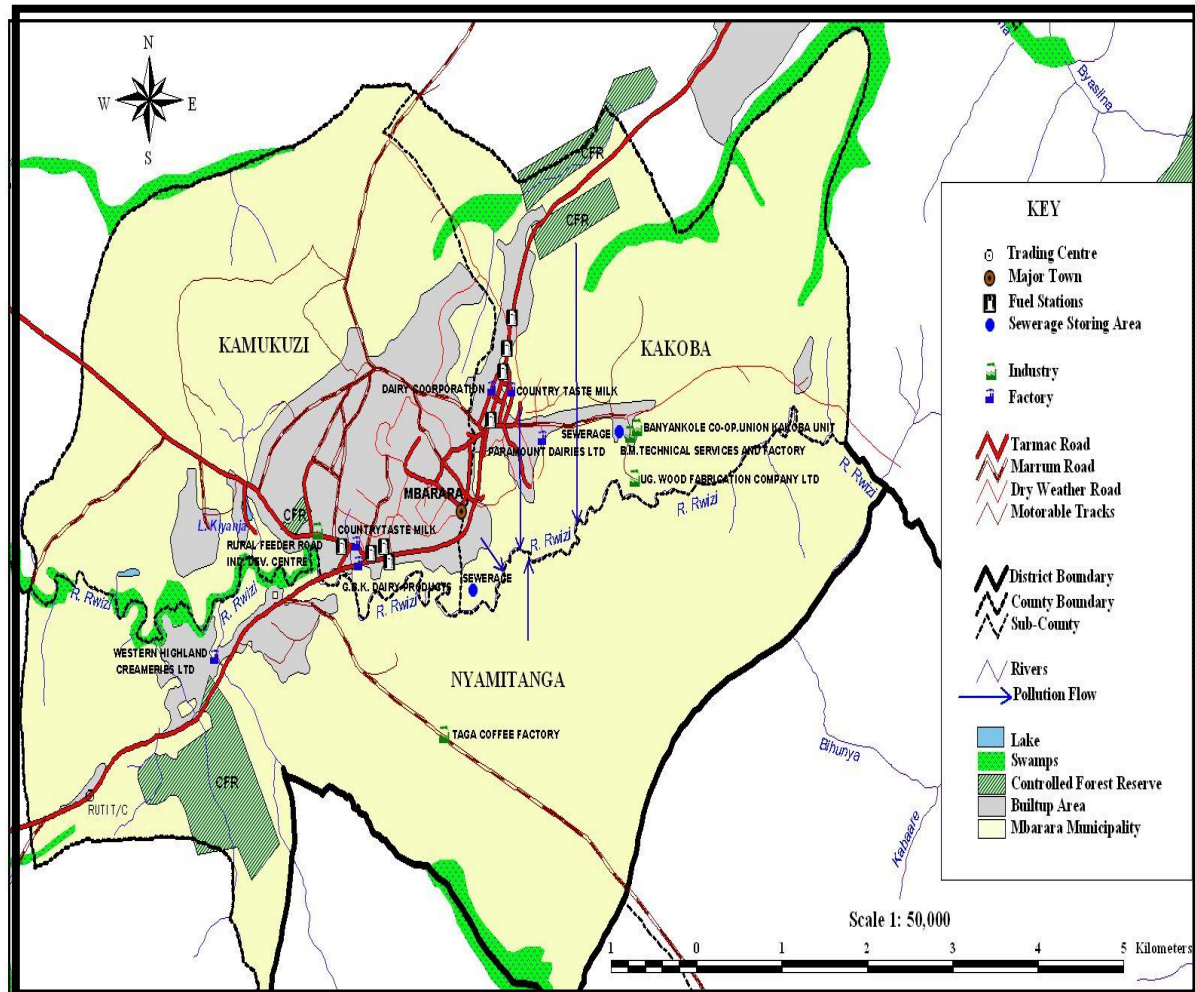 N
W
E
S
Byasiina
CFR
CFR
KAMUKUZI
KAKOBA
DAIRY COORPORATION
COUNTRY TASTE MILK
SEWERAGE
BANYANKOLE CO-OP.UNION KAKOBA UNIT
PARAMOUNT DAIRIES LTD
B.M.TECHNICAL SERVICES AND FACTORY
UG. WOOD FABRICATION COMPANY LTD
R. Rwizi
MBARARA
R. Rwizi
L. Kiyanja
CFR
COUNTRYTASTE MILK
RURAL FEEDER ROAD
IND. DEV. CENTRE
R. Rwizi
SEWERAGE
G.B.K. DAIRY PRODUCTS
R. Rwizi
R. Rwizi
R. Rwizi
WESTERN HIGHLAND
CREAMERIES LTD
NYAMITANGA
TAGA COFFEE FACTORY
CFR
RUTI T/C
Bihunya
Kabaare
KEY
Trading Centre
Major Town
Fuel Stations
Sewerage Storing Area
Industry
Factory
Tarmac Road
Marrum Road
Dry Weather Road
Motorable Tracks
District Boundary
County Boundary
Sub-County
Rivers
Pollution Flow
Lake
Swamps
Controlled Forest Reserve
Builtup Area
Mbarara Municipality
Scale 1: 50,000
1 0 1 2 3 4 5 Kilometers